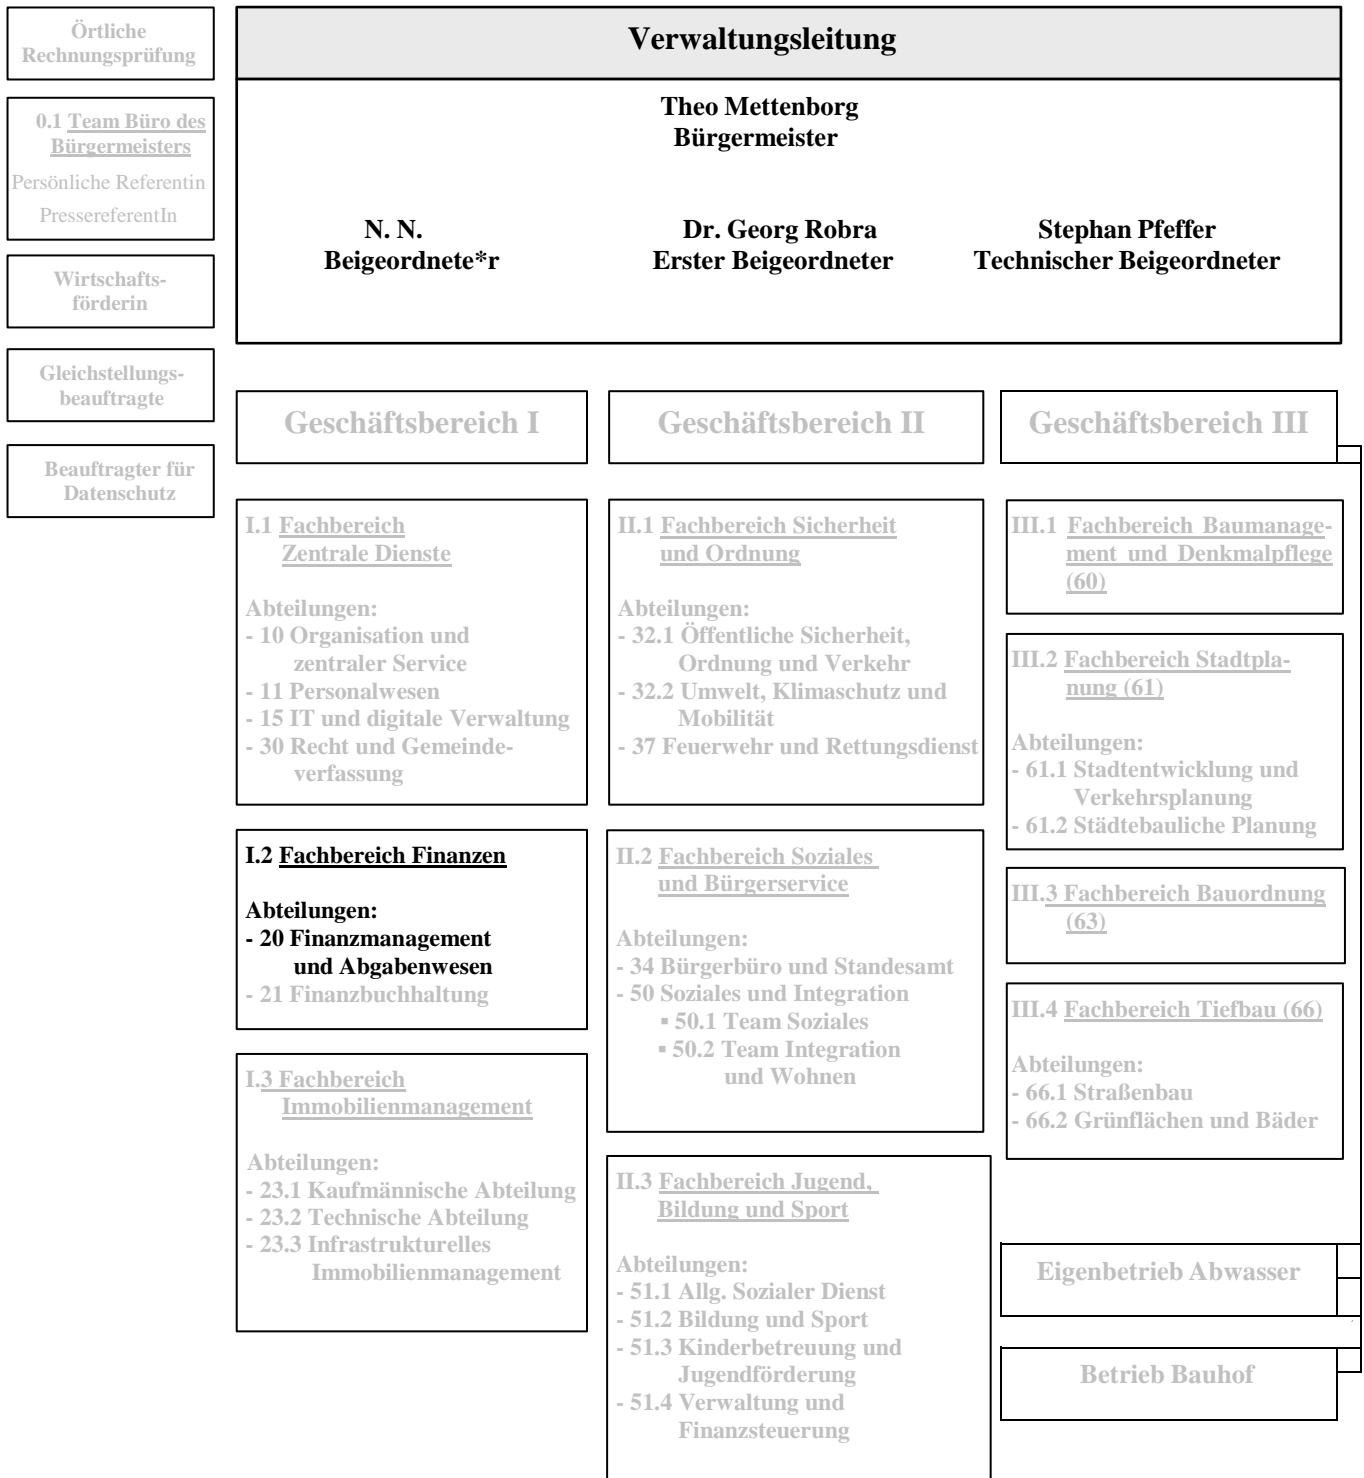 Örtliche
Rechnungsprüfung
0.1 Team Büro des
Bürgermeisters
Persönliche Referentin
PressereferentIn
Wirtschafts-
förderin
Gleichstellungs-
beauftragte
Beauftragter für
Datenschutz
Verwaltungsleitung
Theo Mettenborg
Bürgermeister
N. N.
Beigeordnete*r
Dr. Georg Robra
Erster Beigeordneter
Stephan Pfeffer
Technischer Beigeordneter
Geschäftsbereich I
I.1 Fachbereich
Zentrale Dienste
Abteilungen:
- 10 Organisation und
zentraler Service
- 11 Personalwesen
- 15 IT und digitale Verwaltung
- 30 Recht und Gemeinde-
verfassung
I.2 Fachbereich Finanzen
Abteilungen:
- 20 Finanzmanagement
und Abgabenwesen
- 21 Finanzbuchhaltung
I.3 Fachbereich
Immobilienmanagement
Abteilungen:
- 23.1 Kaufmännische Abteilung
- 23.2 Technische Abteilung
- 23.3 Infrastrukturelles
Immobilienmanagement
Geschäftsbereich II
II.1 Fachbereich Sicherheit
und Ordnung
Abteilungen:
- 32.1 Öffentliche Sicherheit,
Ordnung und Verkehr
- 32.2 Umwelt, Klimaschutz und
Mobilität
- 37 Feuerwehr und Rettungsdienst
II.2 Fachbereich Soziales
und Bürgerservice
Abteilungen:
- 34 Bürgerbüro und Standesamt
- 50 Soziales und Integration
▪ 50.1 Team Soziales
▪ 50.2 Team Integration
und Wohnen
II.3 Fachbereich Jugend,
Bildung und Sport
Abteilungen:
- 51.1 Allg. Sozialer Dienst
- 51.2 Bildung und Sport
- 51.3 Kinderbetreuung und
Jugendförderung
- 51.4 Verwaltung und
Finanzsteuerung
Geschäftsbereich III
III.1 Fachbereich Baumanage-
ment und Denkmalpflege
(60)
III.2 Fachbereich Stadtpla-
nung (61)
Abteilungen:
- 61.1 Stadtentwicklung und
Verkehrsplanung
- 61.2 Städtebauliche Planung
III.3 Fachbereich Bauordnung
(63)
III.4 Fachbereich Tiefbau (66)
Abteilungen:
- 66.1 Straßenbau
- 66.2 Grünflächen und Bäder
Eigenbetrieb Abwasser
Betrieb Bauhof